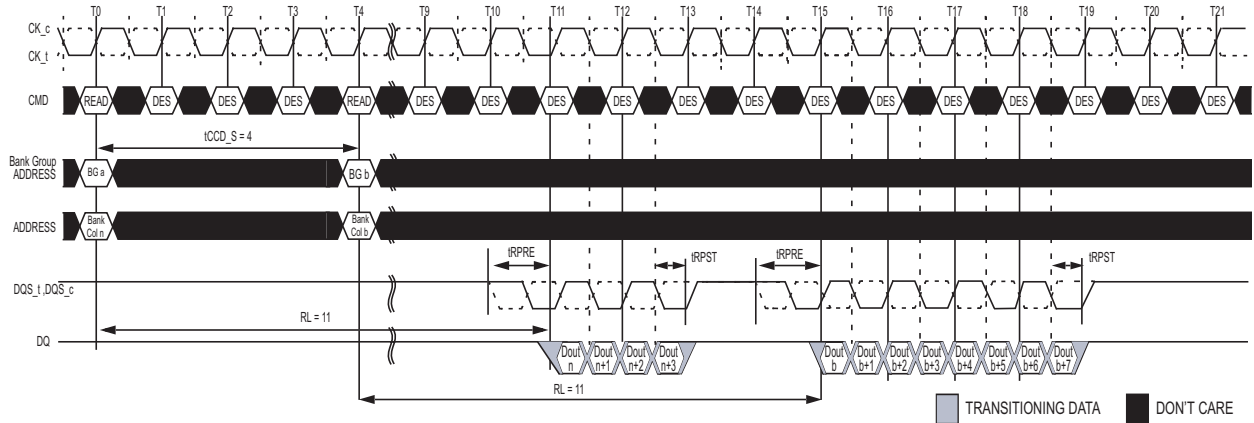 T0 T1 T2 T3 T4 T9 T10 T11 T12 T13 T14 T15 T16 T17 T18 T19 T20 T21
CK_c
CK_t
CMD READ DES DES DES READ DES DES DES DES DES DES DES DES DES DES DES DES DES
tCCD_S = 4
Bank Group
ADDRESS BG a BG b
ADDRESS Bank Col n Bank Col b
tRPRE tRPST tRPRE tRPST
DQS_t ,DQS_c
RL = 11
DQ Dout n Dout n+1 Dout n+2 Dout n+3 Dout b Dout b+1 Dout b+2 Dout b+3 Dout b+4 Dout b+5 Dout b+6 Dout b+7
RL = 11
TRANSITIONING DATA DON'T CARE